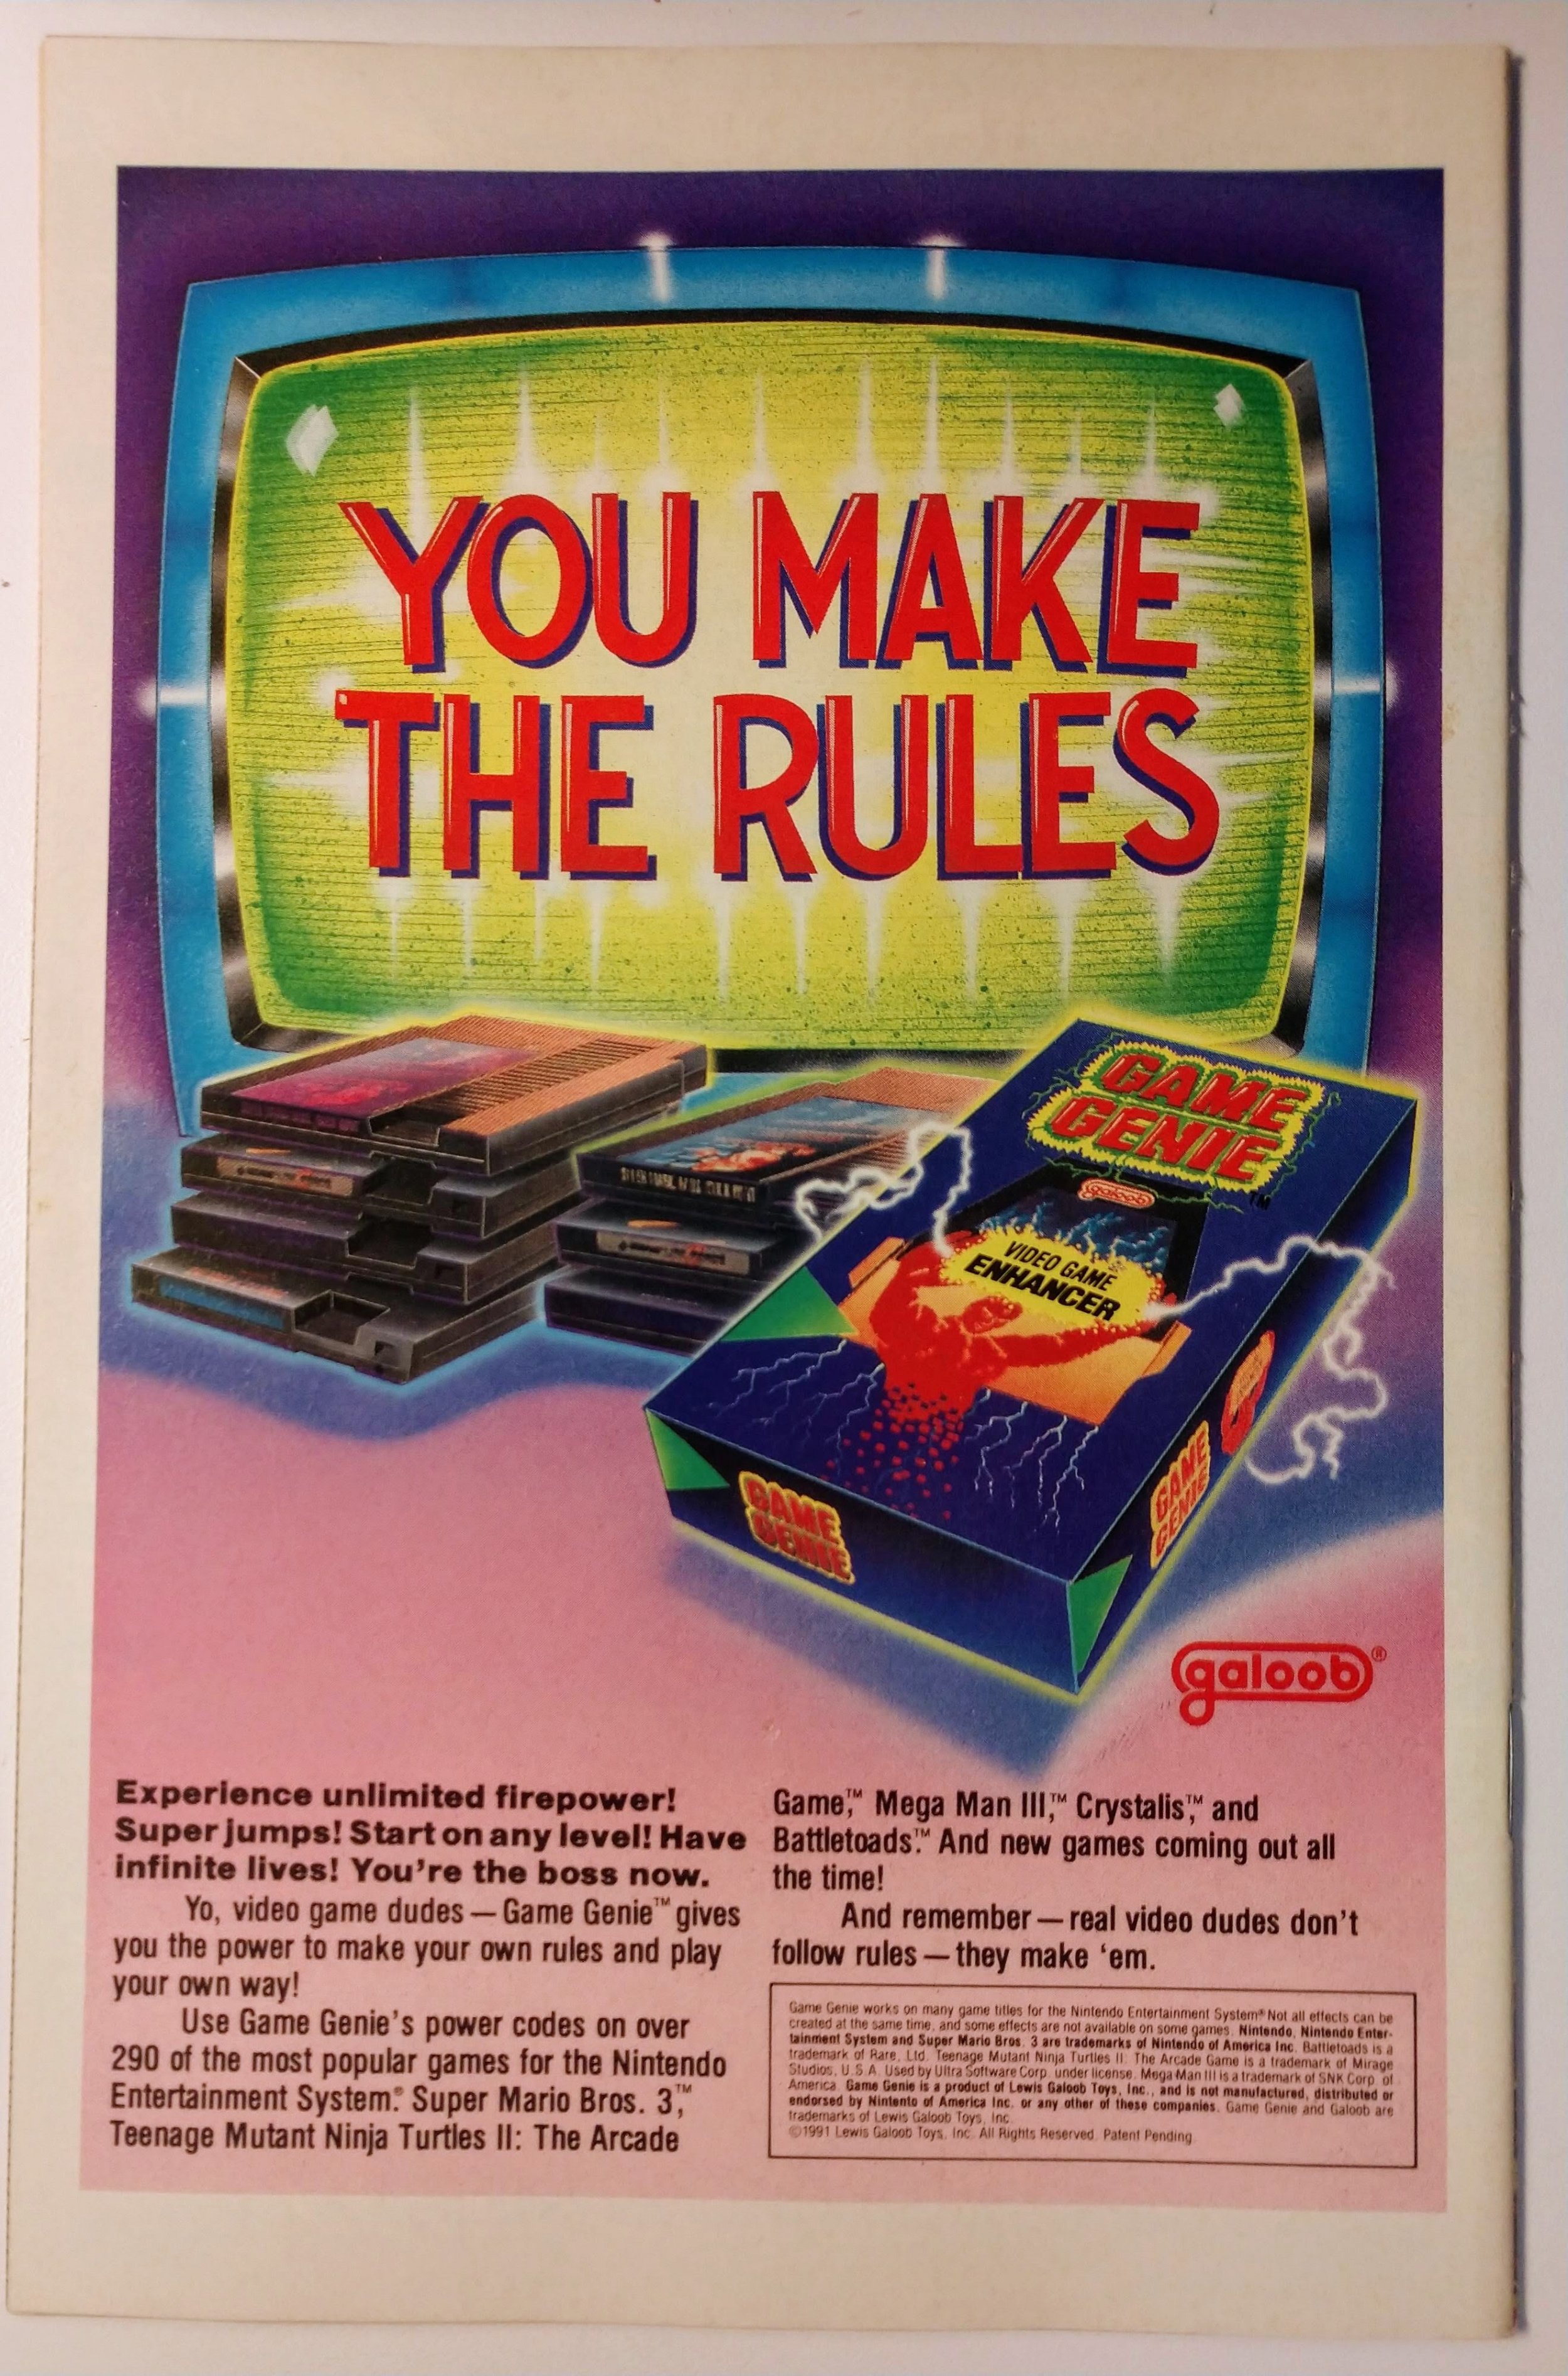 YOU MAKE
THE RULES
GAME
GENIE™
galoob
VIDEO GAME
ENHANCER
GAME
GENIE
GAME
GENIE
galoob®
Experience unlimited firepower!
Super jumps! Start on any level! Have
infinite lives! You're the boss now.
Yo, video game dudes — Game Genie™ gives
you the power to make your own rules and play
your own way!
Use Game Genie's power codes on over
290 of the most popular games for the Nintendo
Entertainment System.® Super Mario Bros. 3,™
Teenage Mutant Ninja Turtles II: The Arcade
Game,™ Mega Man III,™ Crystalis,™ and
Battletoads.™ And new games coming out all
the time!
And remember — real video dudes don't
follow rules — they make 'em.
Game Genie works on many game titles for the Nintendo Entertainment System.® Not all effects can be
created at the same time, and some effects are not available on some games. Nintendo, Nintendo Enter-
tainment System and Super Mario Bros. 3 are trademarks of Nintendo of America Inc. Battletoads is a
trademark of Rare, Ltd. Teenage Mutant Ninja Turtles II: The Arcade Game is a trademark of Mirage
Studios, U.S.A. Used by Ultra Software Corp. under license. Mega Man III is a trademark of SNK Corp. of
America. Game Genie is a product of Lewis Galoob Toys, Inc., and is not manufactured, distributed or
endorsed by Nintento of America Inc. or any other of these companies. Game Genie and Galoob are
trademarks of Lewis Galoob Toys, Inc.
©1991 Lewis Galoob Toys, Inc. All Rights Reserved. Patent Pending.